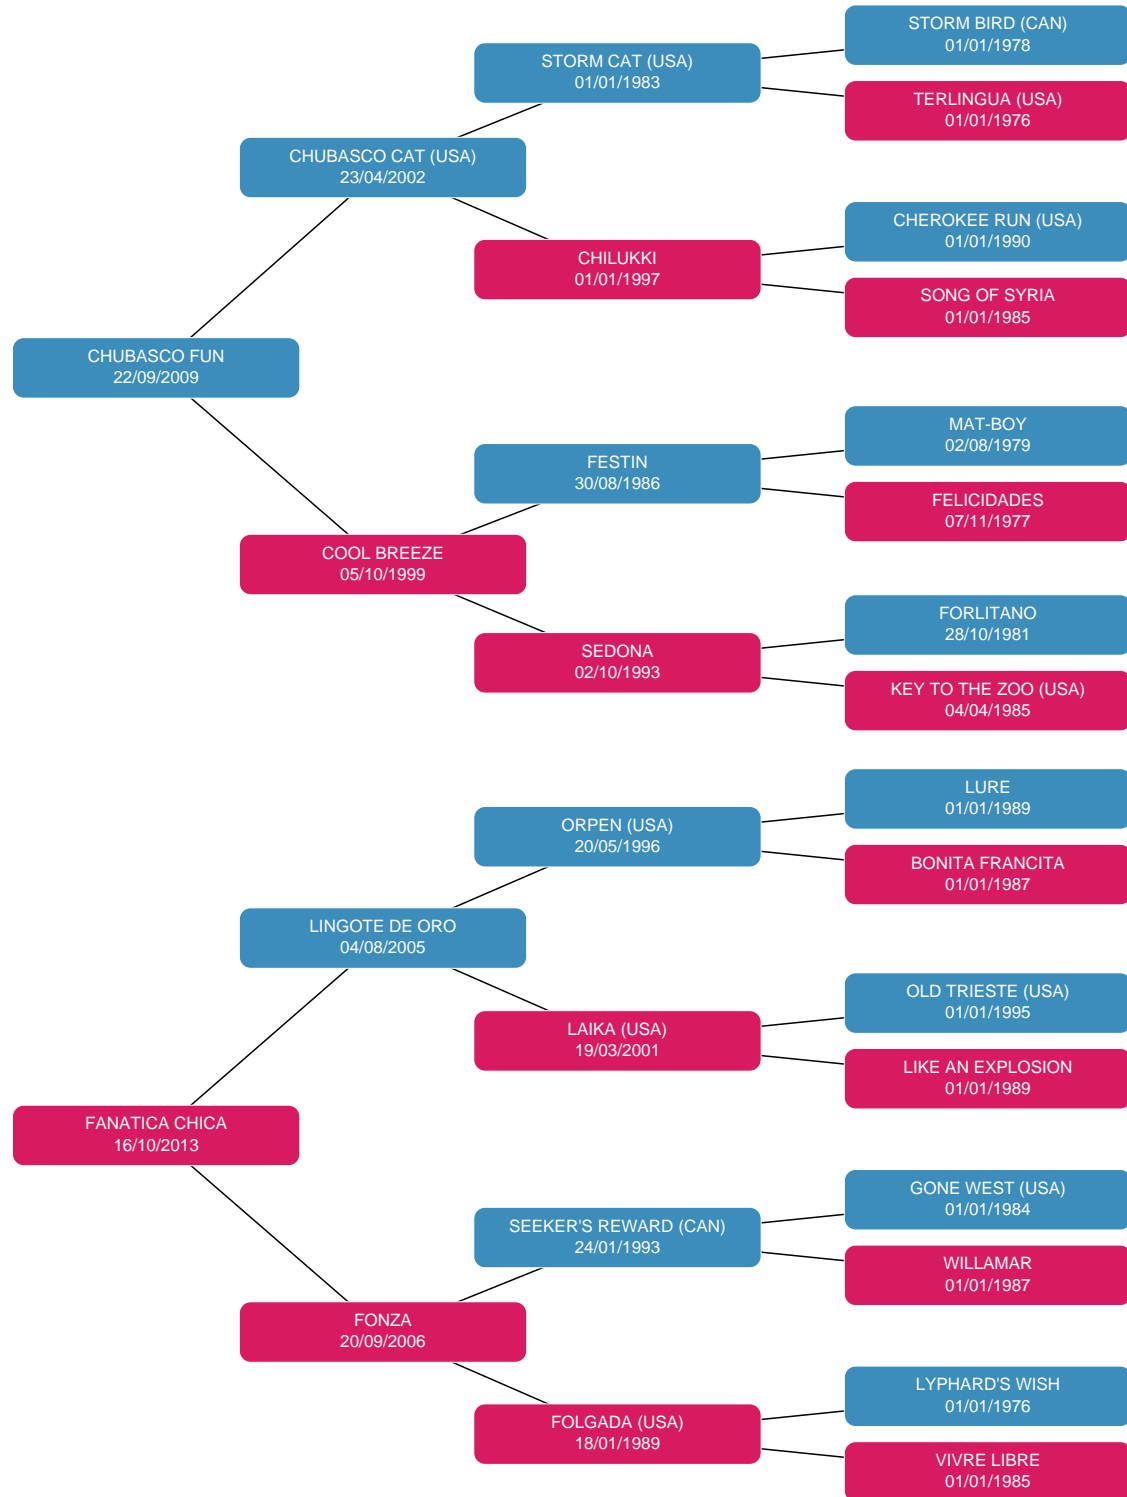 STORM BIRD (CAN)
01/01/1978
STORM CAT (USA)
01/01/1983
TERLINGUA (USA)
01/01/1976
CHUBASCO CAT (USA)
23/04/2002
CHEROKEE RUN (USA)
01/01/1990
CHILUKKI
01/01/1997
SONG OF SYRIA
01/01/1985
CHUBASCO FUN
22/09/2009
MAT-BOY
02/08/1979
FESTIN
30/08/1986
FELICIDADES
07/11/1977
COOL BREEZE
05/10/1999
FORLITANO
28/10/1981
SEDONA
02/10/1993
KEY TO THE ZOO (USA)
04/04/1985
LURE
01/01/1989
ORPEN (USA)
20/05/1996
BONITA FRANCITA
01/01/1987
LINGOTE DE ORO
04/08/2005
OLD TRIESTE (USA)
01/01/1995
LAIKA (USA)
19/03/2001
LIKE AN EXPLOSION
01/01/1989
FANATICA CHICA
16/10/2013
GONE WEST (USA)
01/01/1984
SEEKER'S REWARD (CAN)
24/01/1993
WILLAMAR
01/01/1987
FONZA
20/09/2006
LYPHARD'S WISH
01/01/1976
FOLGADA (USA)
18/01/1989
VIVRE LIBRE
01/01/1985